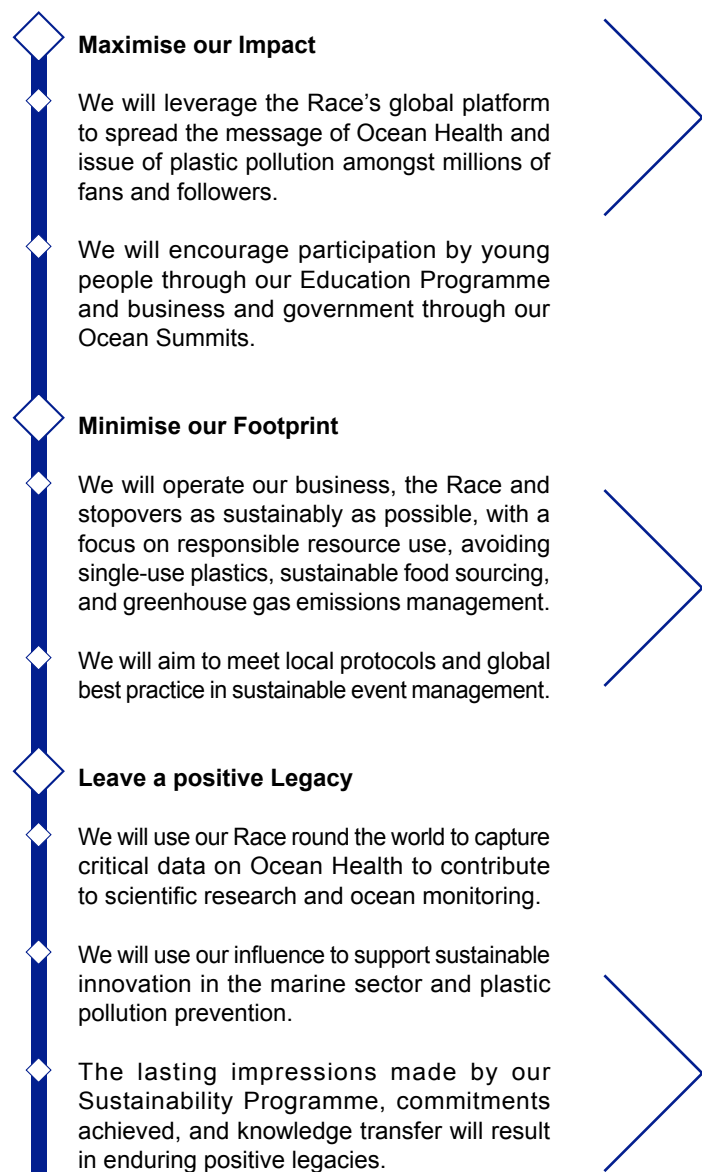 Maximise our Impact
We will leverage the Race's global platform
to spread the message of Ocean Health and
issue of plastic pollution amongst millions of
fans and followers.
We will encourage participation by young
people through our Education Programme
and business and government through our
Ocean Summits.
Minimise our Footprint
We will operate our business, the Race and
stopovers as sustainably as possible, with a
focus on responsible resource use, avoiding
single-use plastics, sustainable food sourcing,
and greenhouse gas emissions management.
We will aim to meet local protocols and global
best practice in sustainable event management.
Leave a positive Legacy
We will use our Race round the world to capture
critical data on Ocean Health to contribute
to scientific research and ocean monitoring.
We will use our influence to support sustainable
innovation in the marine sector and plastic
pollution prevention.
The lasting impressions made by our
Sustainability Programme, commitments
achieved, and knowledge transfer will result
in enduring positive legacies.